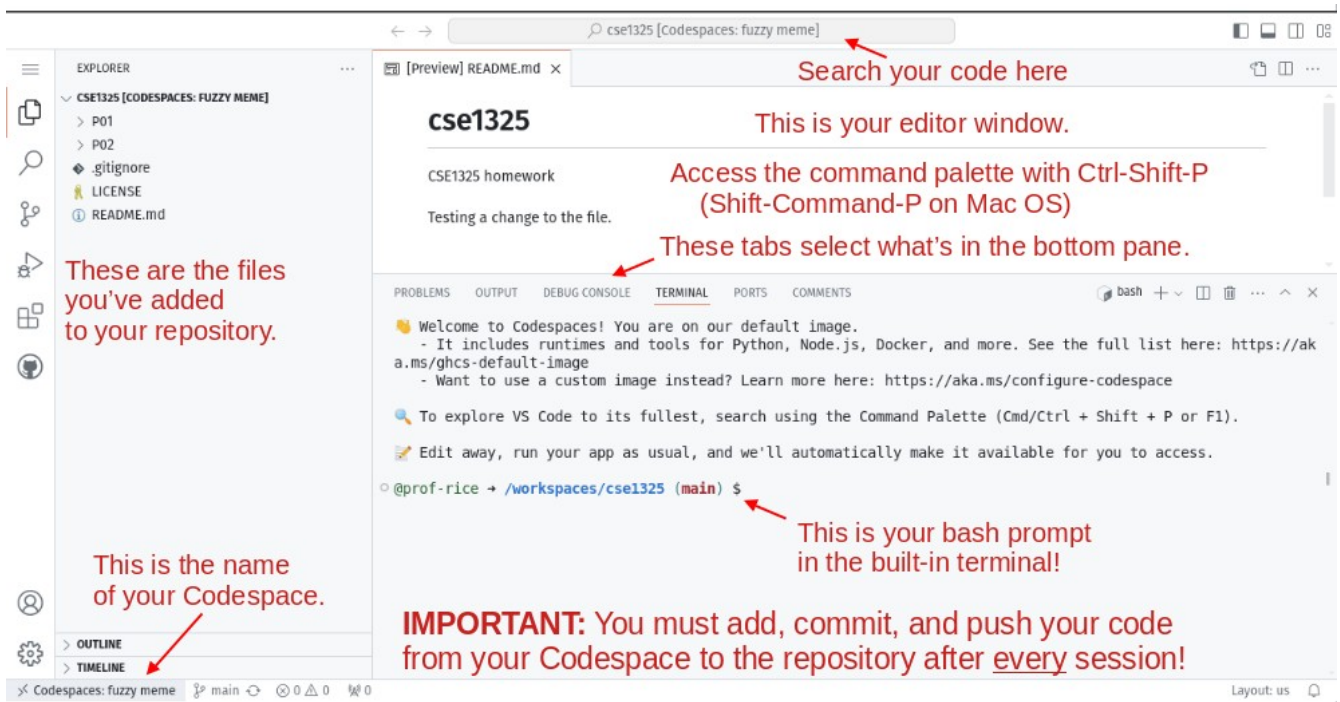 cse1325 [Codespaces: fuzzy meme]
Search your code here
EXPLORER
CSE1325 [CODESPACES: FUZZY MEME]
P01
P02
.gitignore
LICENSE
README.md
These are the files
you've added
to your repository.
This is the name
of your Codespace.
OUTLINE
TIMELINE
[Preview] README.md
cse1325
This is your editor window.
CSE1325 homework
Access the command palette with Ctrl-Shift-P
(Shift-Command-P on Mac OS)
Testing a change to the file.
These tabs select what's in the bottom pane.
PROBLEMS OUTPUT DEBUG CONSOLE TERMINAL PORTS COMMENTS bash
👋 Welcome to Codespaces! You are on our default image.
- It includes runtimes and tools for Python, Node.js, Docker, and more. See the full list here: https://ak
a.ms/ghcs-default-image
- Want to use a custom image instead? Learn more here: https://aka.ms/configure-codespace
🔍 To explore VS Code to its fullest, search using the Command Palette (Cmd/Ctrl + Shift + P or F1).
📝 Edit away, run your app as usual, and we'll automatically make it available for you to access.
@prof-rice ➜ /workspaces/cse1325 (main) $
This is your bash prompt
in the built-in terminal!
IMPORTANT: You must add, commit, and push your code
from your Codespace to the repository after every session!
Codespaces: fuzzy meme main 0 0 0 Layout: us